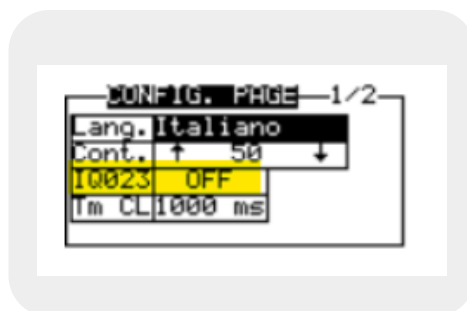 CONFIG. PAGE 1/2
Lang. Italiano
Cont. ↑ 50 ↓
IQ023 OFF
Tm CL 1000 ms